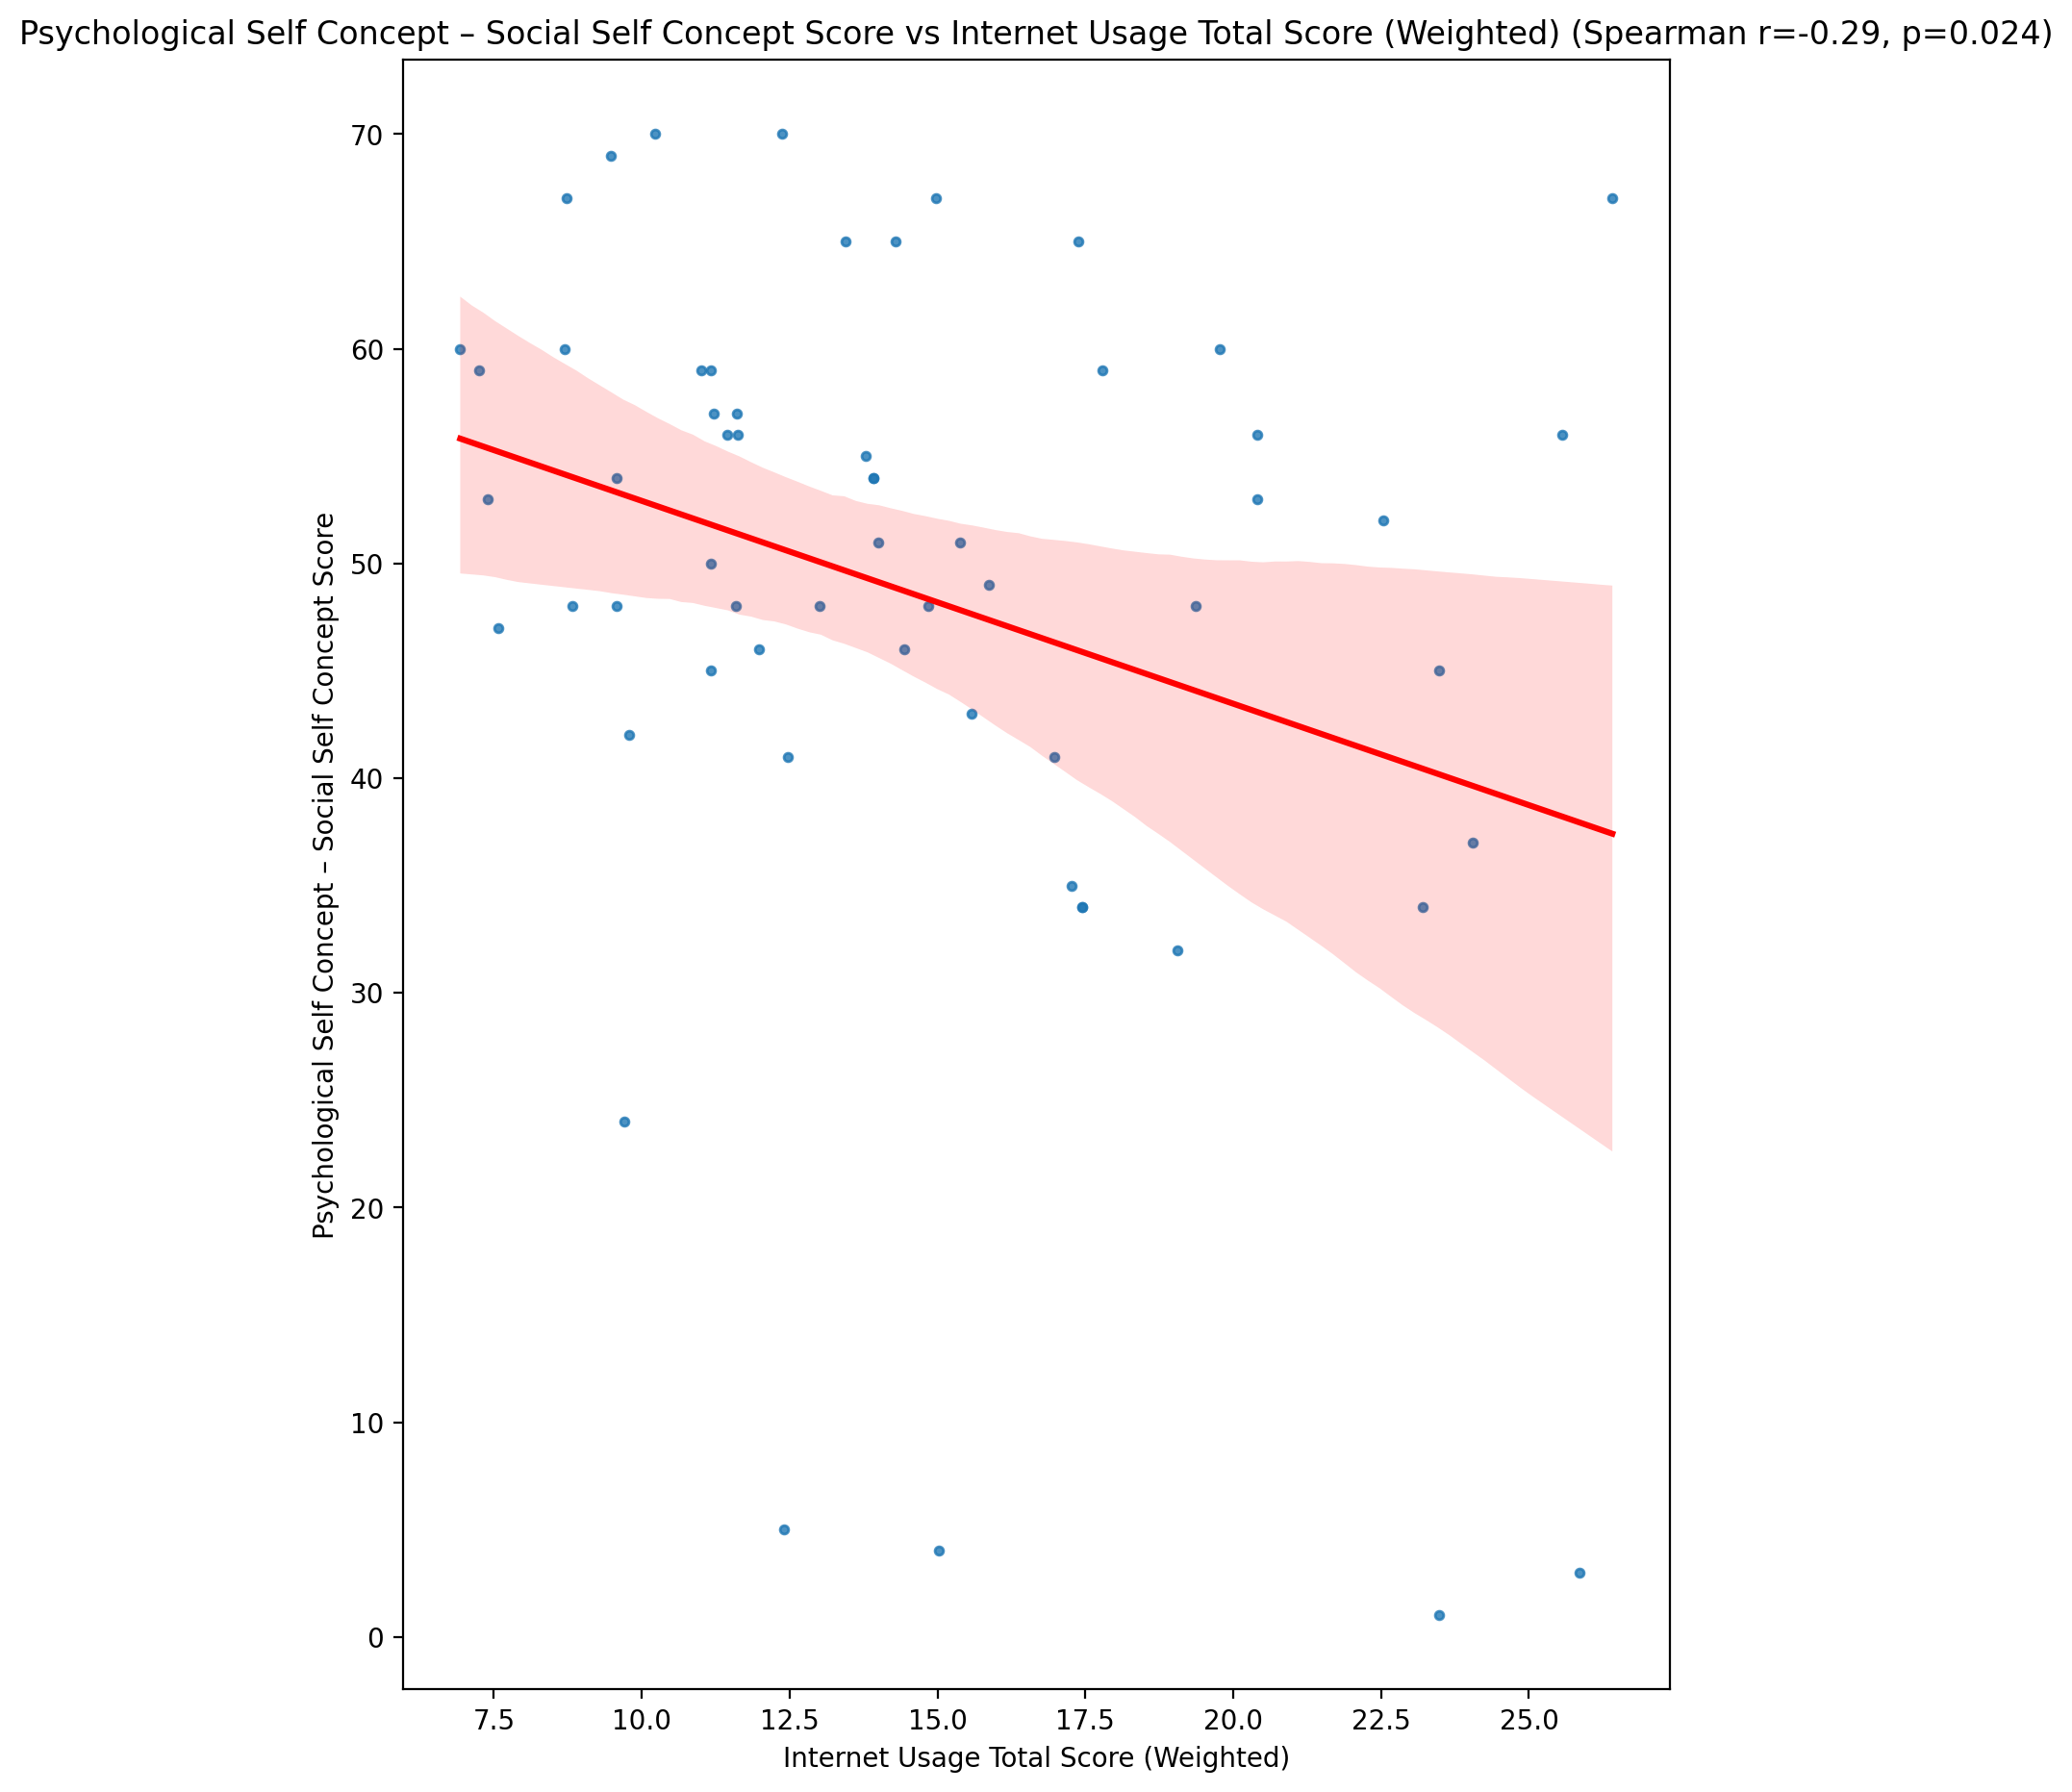 Psychological Self Concept – Social Self Concept Score vs Internet Usage Total Score (Weighted) (Spearman r=-0.29, p=0.024)
Psychological Self Concept – Social Self Concept Score
70
60
50
40
30
20
10
0
7.5 10.0 12.5 15.0 17.5 20.0 22.5 25.0
Internet Usage Total Score (Weighted)